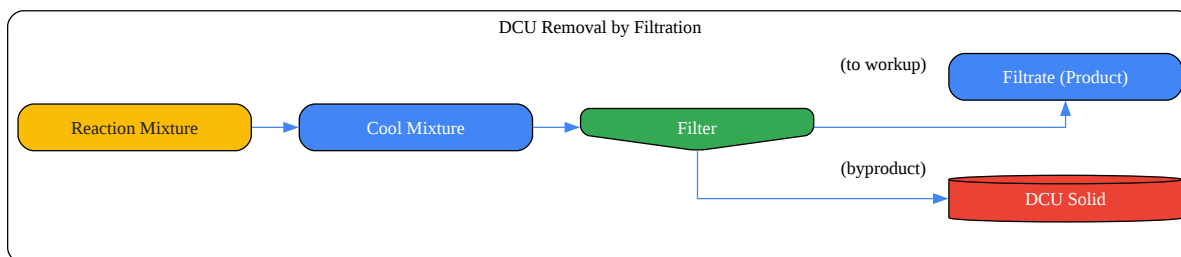 DCU Removal by Filtration
(to workup)
Filtrate (Product)
Reaction Mixture
Cool Mixture
Filter
(byproduct)
DCU Solid